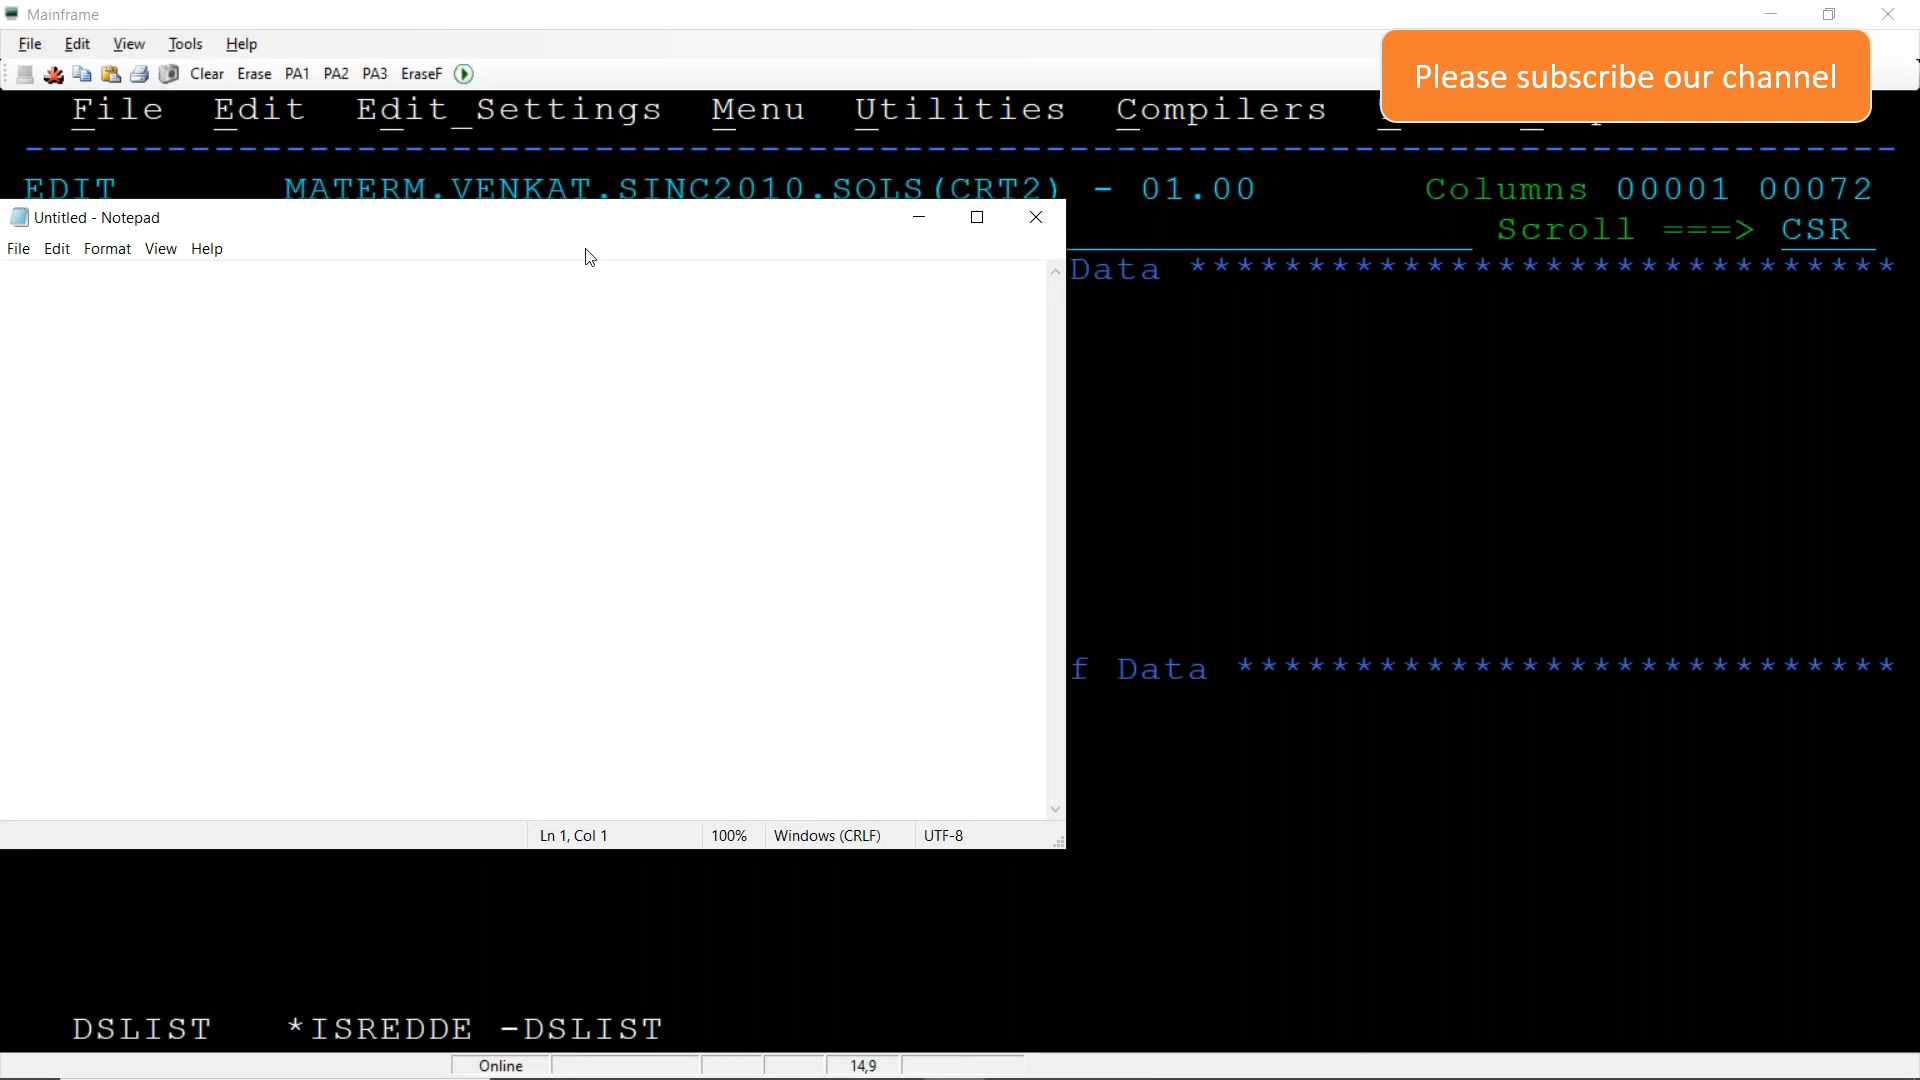 Mainframe
File Edit View Tools Help
Clear Erase PA1 PA2 PA3 EraseF
Please subscribe our channel
File Edit Edit_Settings Menu Utilities Compilers
EDIT MATERM.VENKAT.SINC2010.SOLS(CRT2) - 01.00 Columns 00001 00072
Scroll ===> CSR
Untitled - Notepad
File Edit Format View Help
Data ******************************
f Data ****************************
Ln 1, Col 1 100% Windows (CRLF) UTF-8
DSLIST *ISREDDE -DSLIST
Online 14,9